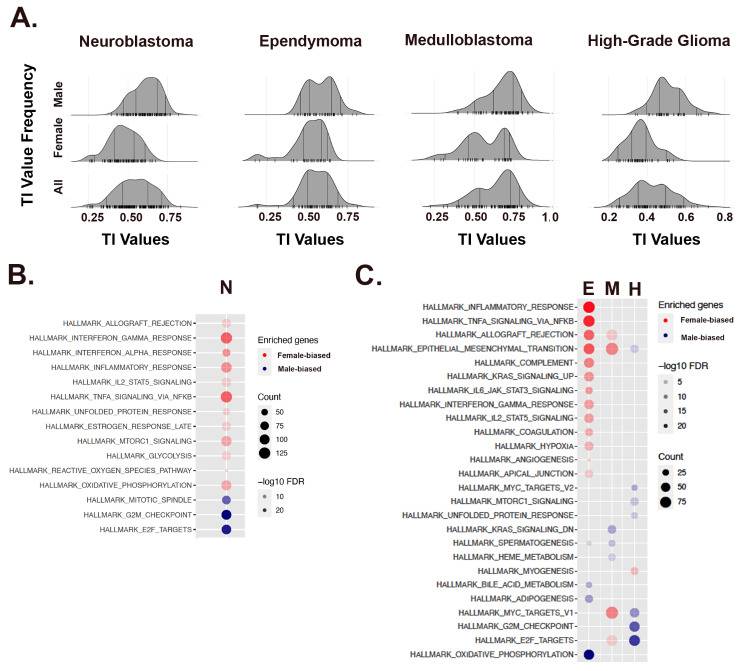 A.
Neuroblastoma
Ependymoma
Medulloblastoma
High-Grade Glioma
TI Value Frequency
Male
Female
All
0.25 0.50 0.75
0.25 0.50 0.75
0.25 0.50 0.75 1.0
0.2 0.4 0.6 0.8
TI Values
TI Values
TI Values
TI Values
B.
N
HALLMARK_ALLOGRAFT_REJECTION
HALLMARK_INTERFERON_GAMMA_RESPONSE
HALLMARK_INTERFERON_ALPHA_RESPONSE
HALLMARK_INFLAMMATORY_RESPONSE
HALLMARK_IL2_STAT5_SIGNALING
HALLMARK_TNFA_SIGNALING_VIA_NFKB
HALLMARK_UNFOLDED_PROTEIN_RESPONSE
HALLMARK_ESTROGEN_RESPONSE_LATE
HALLMARK_MTORC1_SIGNALING
HALLMARK_GLYCOLYSIS
HALLMARK_REACTIVE_OXYGEN_SPECIES_PATHWAY
HALLMARK_OXIDATIVE_PHOSPHORYLATION
HALLMARK_MITOTIC_SPINDLE
HALLMARK_G2M_CHECKPOINT
HALLMARK_E2F_TARGETS
Enriched genes
Female-biased
Male-biased
Count
50
75
100
125
-log10 FDR
10
20
C.
E M H
HALLMARK_INFLAMMATORY_RESPONSE
HALLMARK_TNFA_SIGNALING_VIA_NFKB
HALLMARK_ALLOGRAFT_REJECTION
HALLMARK_EPITHELIAL_MESENCHYMAL_TRANSITION
HALLMARK_COMPLEMENT
HALLMARK_KRAS_SIGNALING_UP
HALLMARK_IL6_JAK_STAT3_SIGNALING
HALLMARK_INTERFERON_GAMMA_RESPONSE
HALLMARK_IL2_STAT5_SIGNALING
HALLMARK_COAGULATION
HALLMARK_HYPOXIA
HALLMARK_ANGIOGENESIS
HALLMARK_APICAL_JUNCTION
HALLMARK_MYC_TARGETS_V2
HALLMARK_MTORC1_SIGNALING
HALLMARK_UNFOLDED_PROTEIN_RESPONSE
HALLMARK_KRAS_SIGNALING_DN
HALLMARK_SPERMATOGENESIS
HALLMARK_HEME_METABOLISM
HALLMARK_MYOGENESIS
HALLMARK_BILE_ACID_METABOLISM
HALLMARK_ADIPOGENESIS
HALLMARK_MYC_TARGETS_V1
HALLMARK_G2M_CHECKPOINT
HALLMARK_E2F_TARGETS
HALLMARK_OXIDATIVE_PHOSPHORYLATION
Enriched genes
Female-biased
Male-biased
-log10 FDR
5
10
15
20
Count
25
50
75